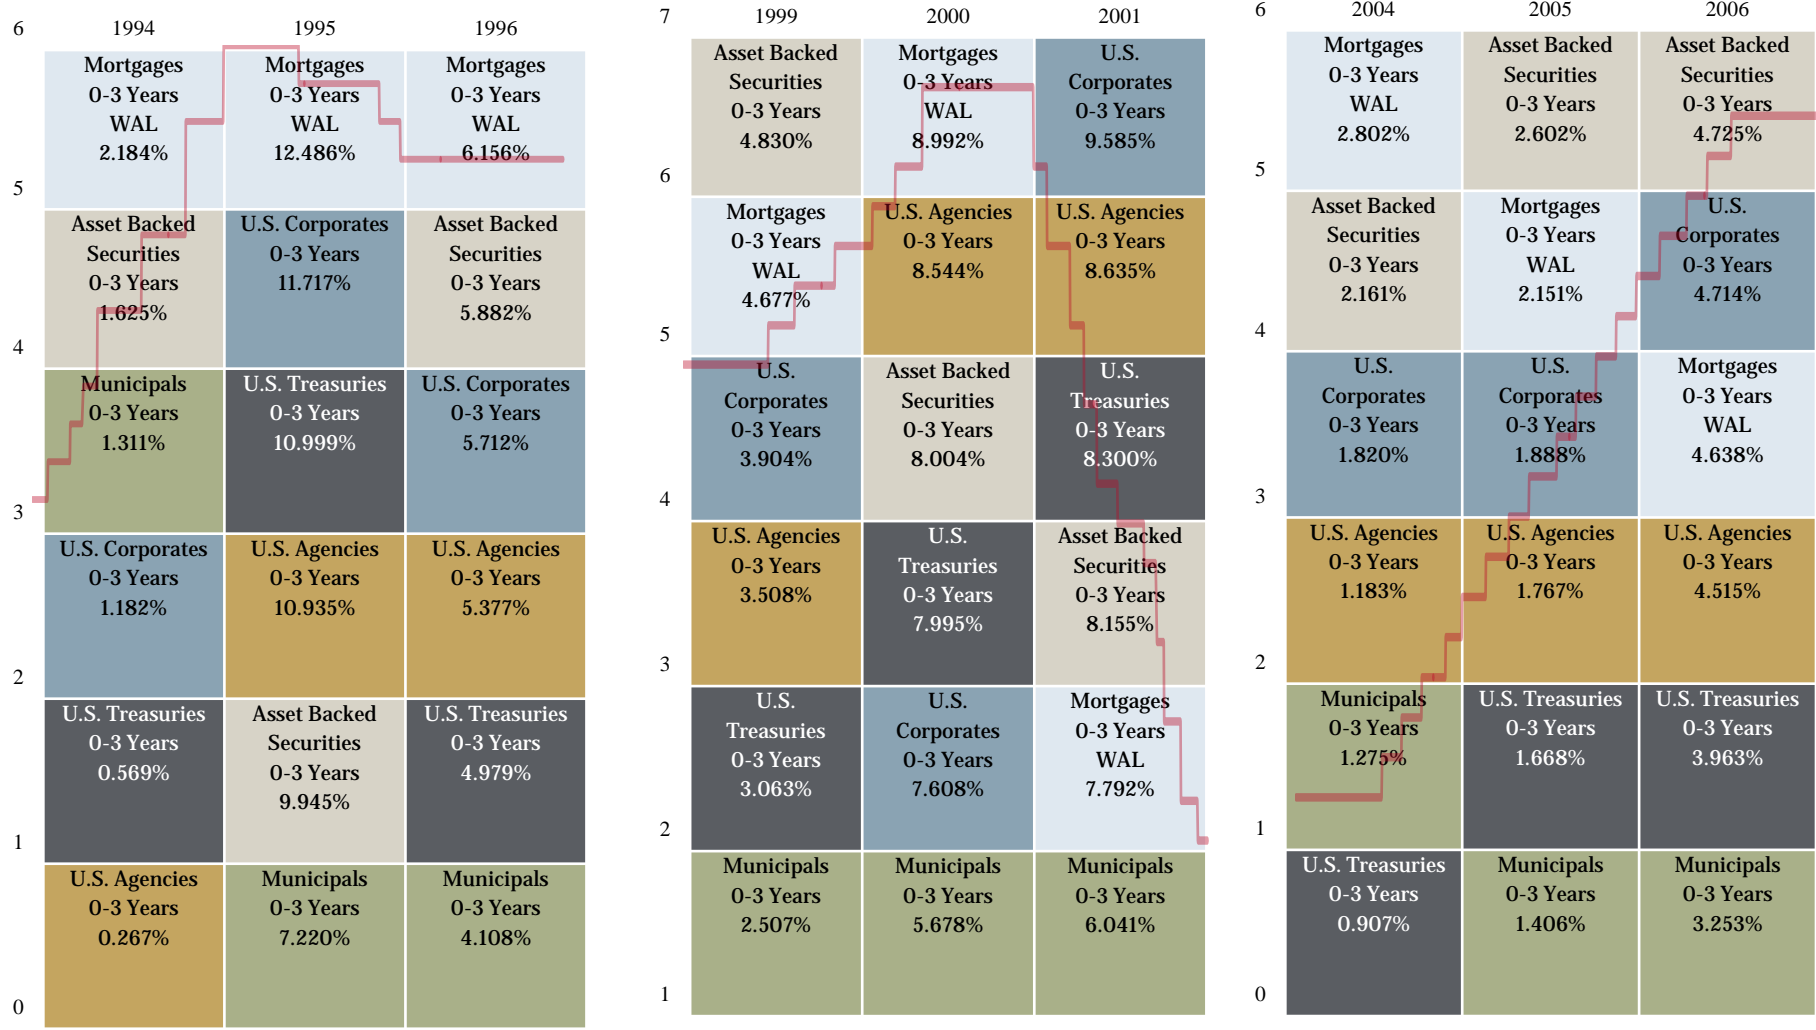 6
1994
1995
1996
Mortgages
0-3 Years
WAL
2.184%
Mortgages
0-3 Years
WAL
12.486%
Mortgages
0-3 Years
WAL
6.156%
5
Asset Backed
Securities
0-3 Years
1.625%
U.S. Corporates
0-3 Years
11.717%
Asset Backed
Securities
0-3 Years
5.882%
4
Municipals
0-3 Years
1.311%
U.S. Treasuries
0-3 Years
10.999%
U.S. Corporates
0-3 Years
5.712%
3
U.S. Corporates
0-3 Years
1.182%
U.S. Agencies
0-3 Years
10.935%
U.S. Agencies
0-3 Years
5.377%
2
U.S. Treasuries
0-3 Years
0.569%
Asset Backed
Securities
0-3 Years
9.945%
U.S. Treasuries
0-3 Years
4.979%
1
U.S. Agencies
0-3 Years
0.267%
Municipals
0-3 Years
7.220%
Municipals
0-3 Years
4.108%
0
7
1999
2000
2001
Asset Backed
Securities
0-3 Years
4.830%
Mortgages
0-3 Years
WAL
8.992%
U.S.
Corporates
0-3 Years
9.585%
6
Mortgages
0-3 Years
WAL
4.677%
U.S. Agencies
0-3 Years
8.544%
U.S. Agencies
0-3 Years
8.635%
5
U.S.
Corporates
0-3 Years
3.904%
Asset Backed
Securities
0-3 Years
8.004%
U.S.
Treasuries
0-3 Years
8.300%
4
U.S. Agencies
0-3 Years
3.508%
U.S.
Treasuries
0-3 Years
7.995%
Asset Backed
Securities
0-3 Years
8.155%
3
U.S.
Treasuries
0-3 Years
3.063%
U.S.
Corporates
0-3 Years
7.608%
Mortgages
0-3 Years
WAL
7.792%
2
Municipals
0-3 Years
2.507%
Municipals
0-3 Years
5.678%
Municipals
0-3 Years
6.041%
1
6
2004
2005
2006
Mortgages
0-3 Years
WAL
2.802%
Asset Backed
Securities
0-3 Years
2.602%
Asset Backed
Securities
0-3 Years
4.725%
5
Asset Backed
Securities
0-3 Years
2.161%
Mortgages
0-3 Years
WAL
2.151%
U.S.
Corporates
0-3 Years
4.714%
4
U.S.
Corporates
0-3 Years
1.820%
U.S.
Corporates
0-3 Years
1.888%
Mortgages
0-3 Years
WAL
4.638%
3
U.S. Agencies
0-3 Years
1.183%
U.S. Agencies
0-3 Years
1.767%
U.S. Agencies
0-3 Years
4.515%
2
Municipals
0-3 Years
1.275%
U.S. Treasuries
0-3 Years
1.668%
U.S. Treasuries
0-3 Years
3.963%
1
U.S. Treasuries
0-3 Years
0.907%
Municipals
0-3 Years
1.406%
Municipals
0-3 Years
3.253%
0